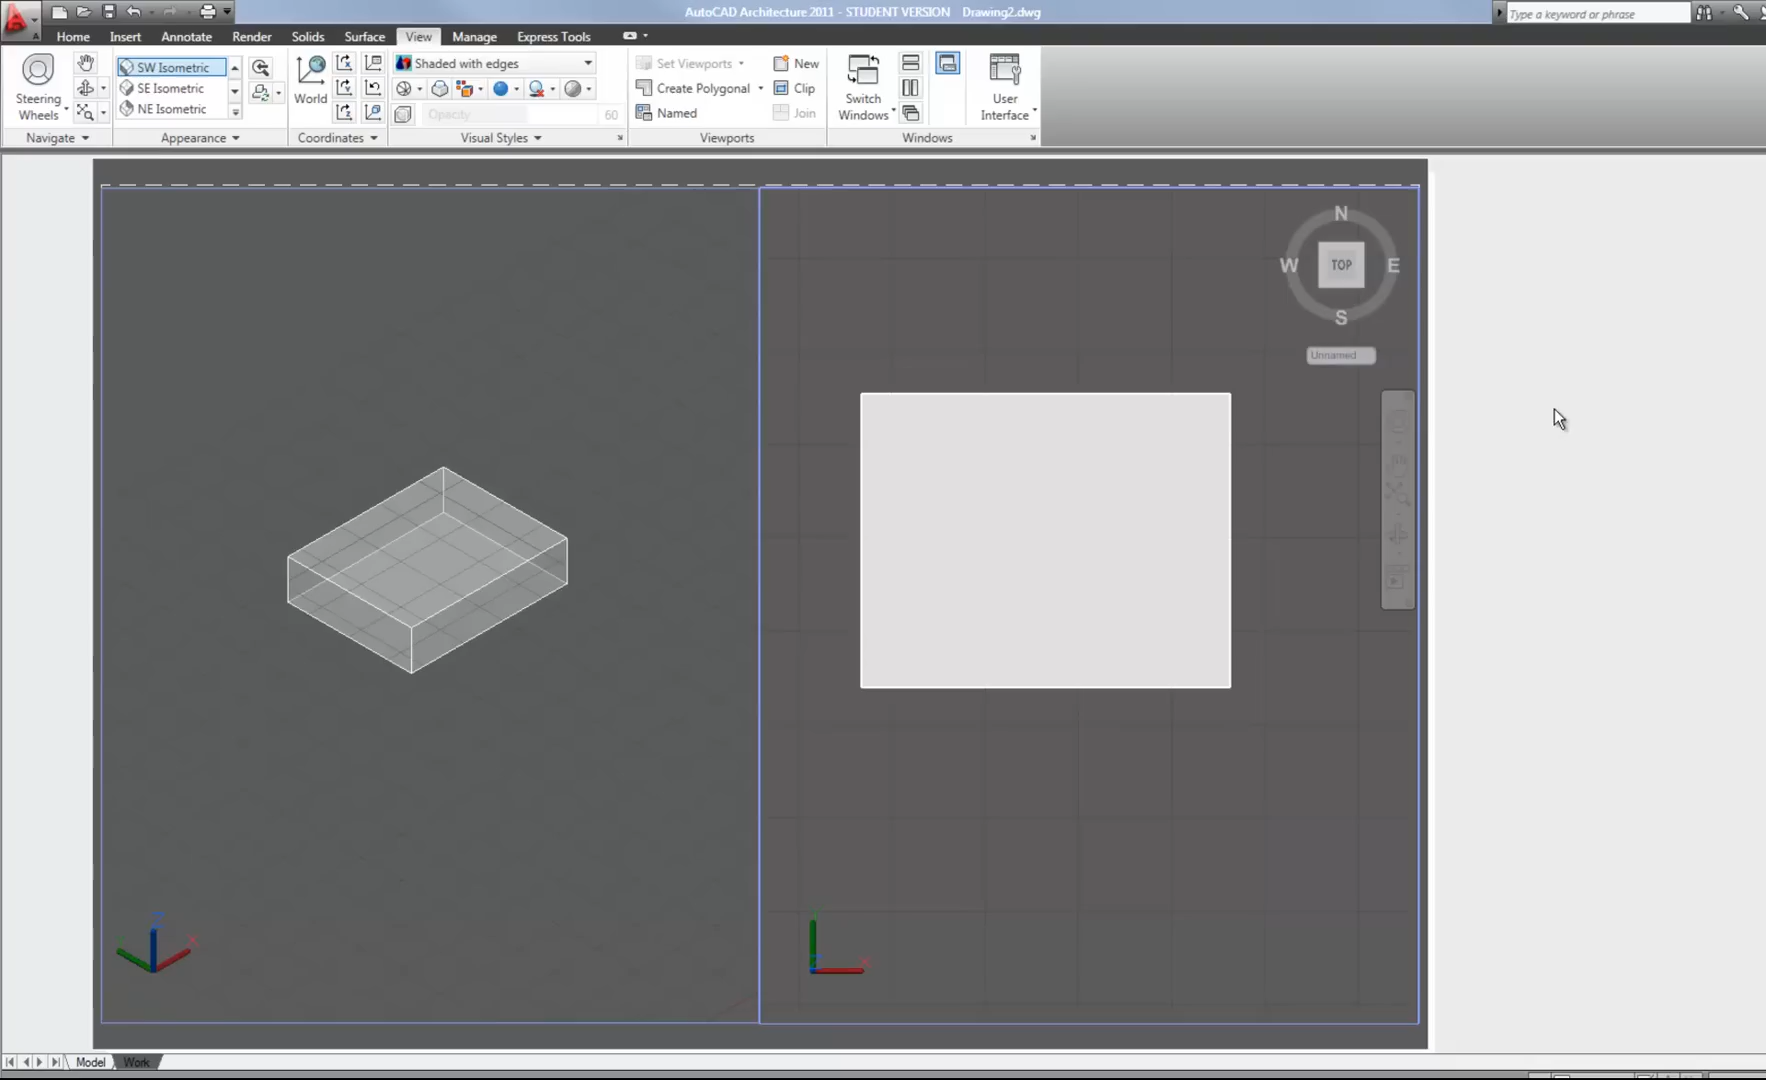 AutoCAD Architecture 2011 - STUDENT VERSION Drawing2.dwg
Type a keyword or phrase
Home Insert Annotate Render Solids Surface View Manage Express Tools
Steering Wheels
SW Isometric
SE Isometric
NE Isometric
World
Shaded with edges
Opacity 60
Set Viewports
Create Polygonal
Named
New
Clip
Join
Switch Windows
User Interface
Navigate Appearance Coordinates Visual Styles Viewports Windows
N
W TOP E
S
Unnamed
X
X
Model Work